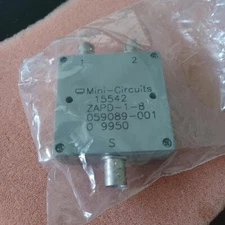 1 2
Mini-Circuits
15542
ZAPD-1-8
059089-001
0 9950
S